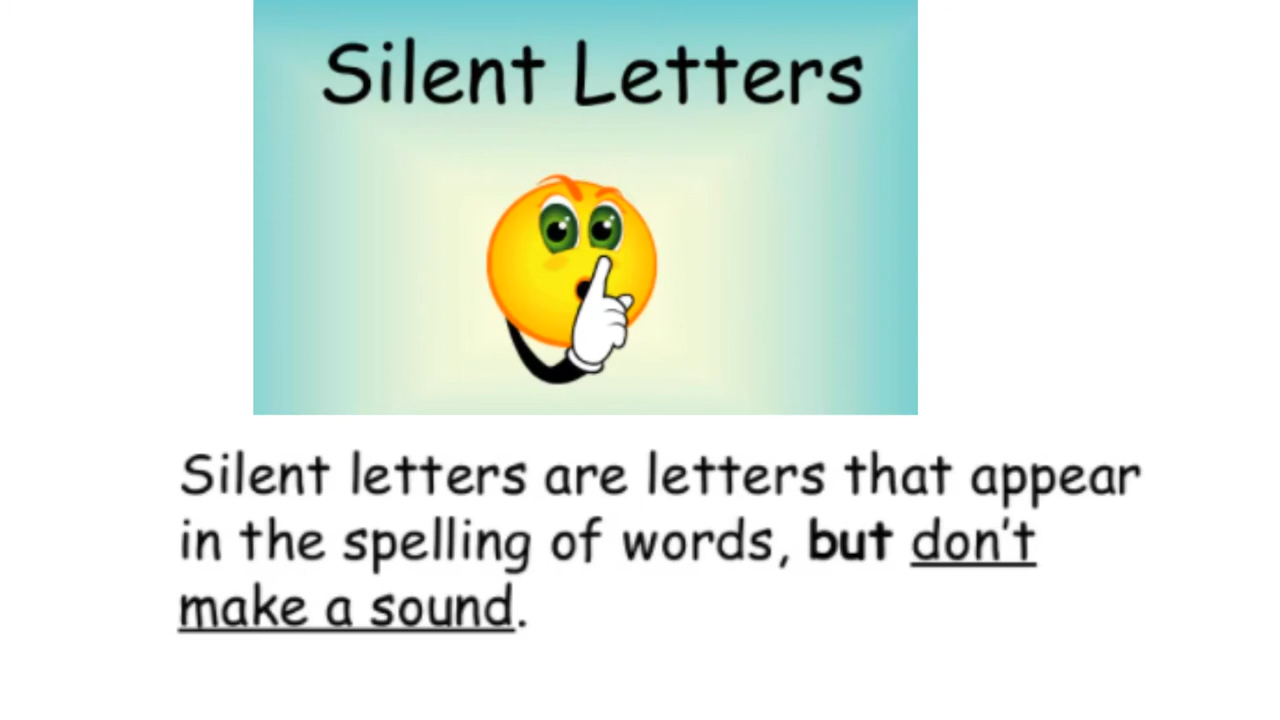 Silent Letters
Silent letters are letters that appear
in the spelling of words, but don't
make a sound.